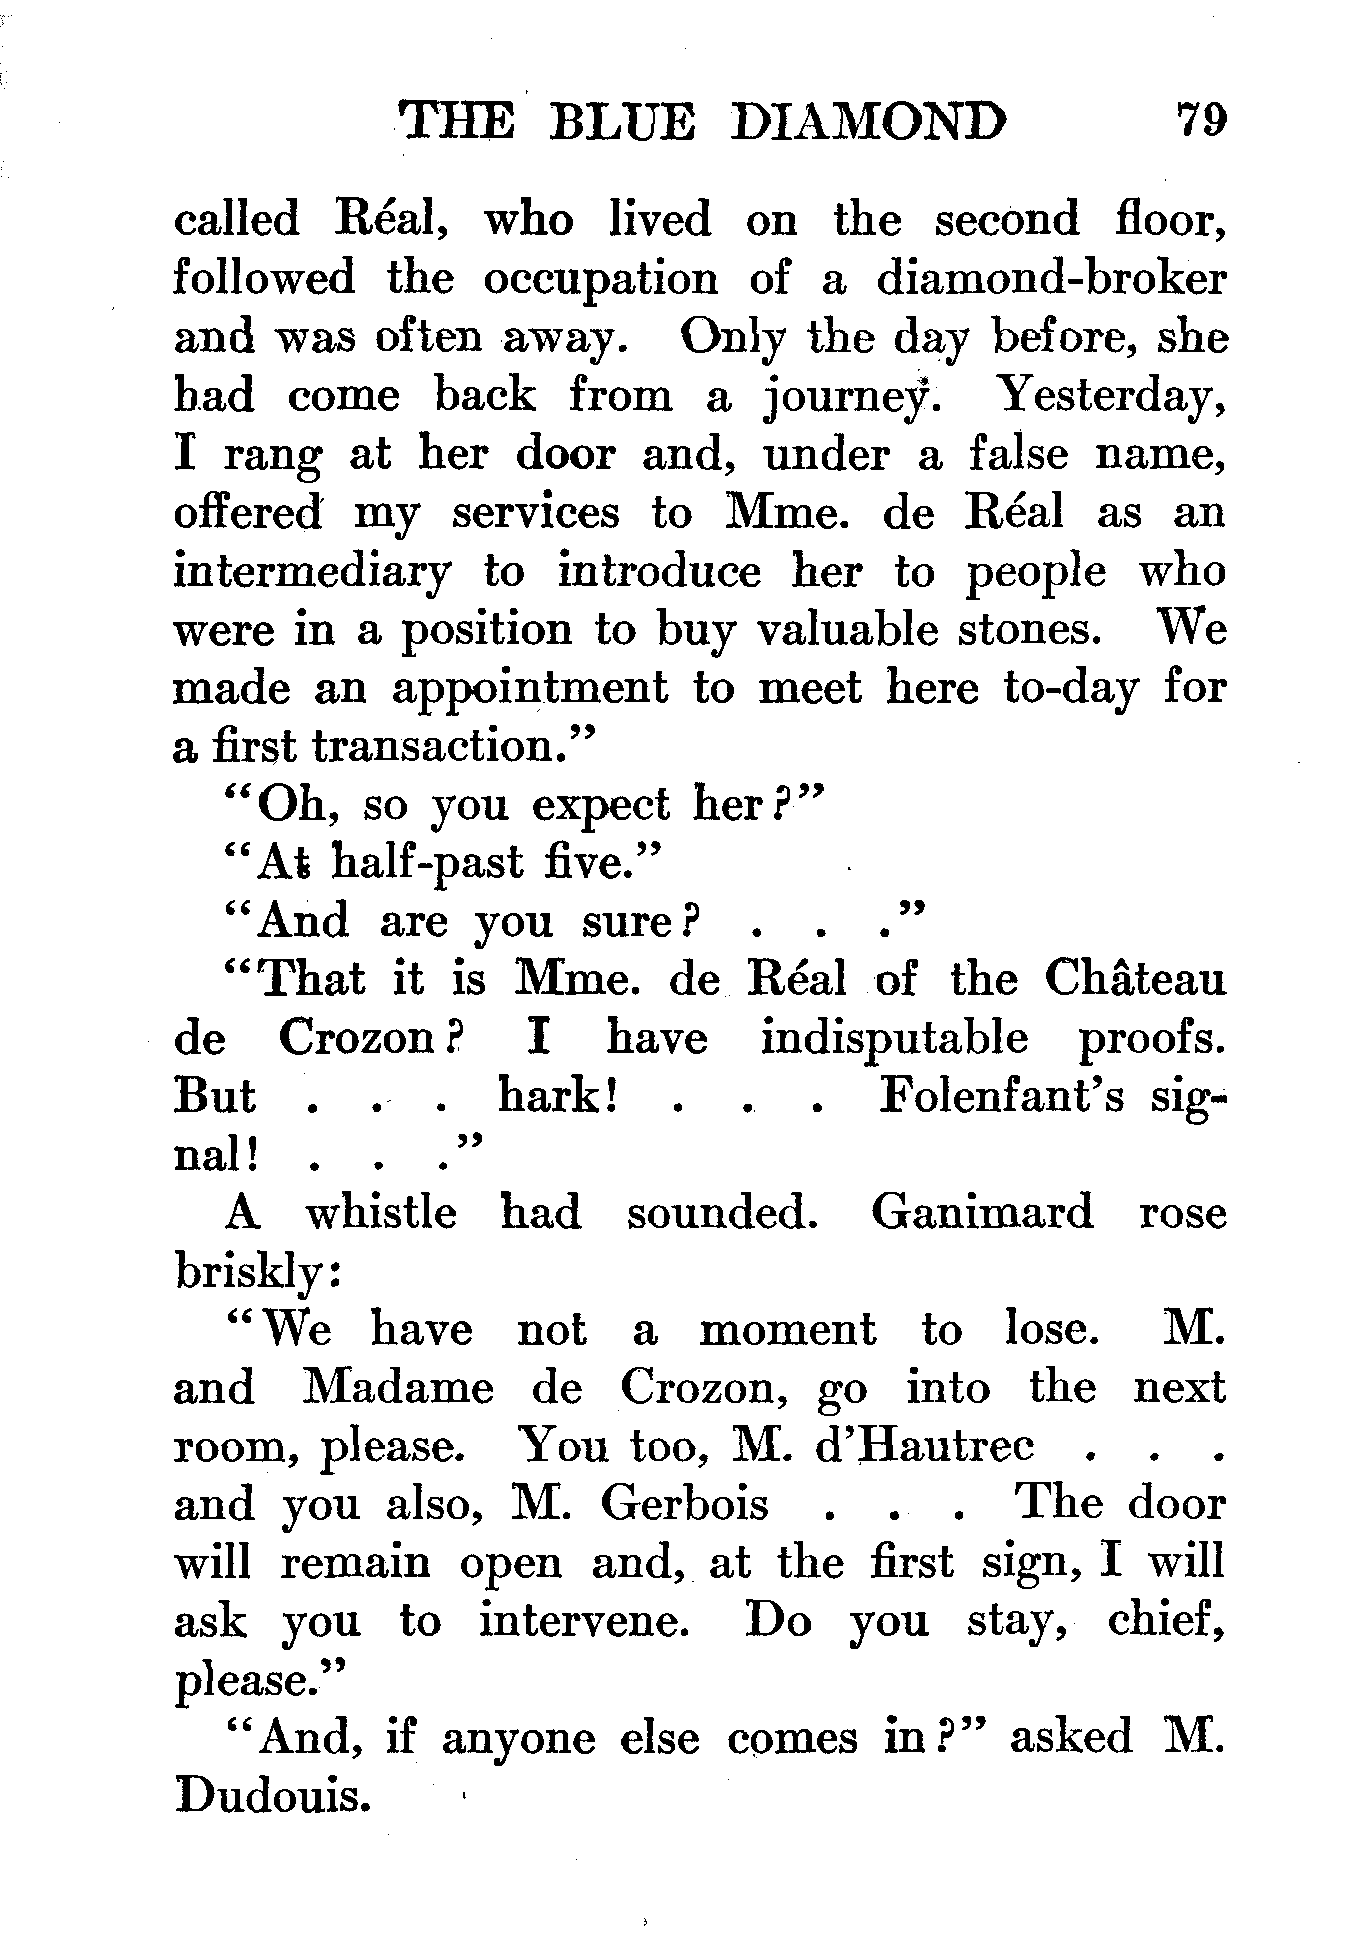 THE BLUE DIAMOND 79
called Réal, who lived on the second floor,
followed the occupation of a diamond-broker
and was often away. Only the day before, she
had come back from a journey. Yesterday,
I rang at her door and, under a false name,
offered my services to Mme. de Réal as an
intermediary to introduce her to people who
were in a position to buy valuable stones. We
made an appointment to meet here to-day for
a first transaction.”
“Oh, so you expect her?”
“At half-past five.”
“And are you sure? . . .”
“That it is Mme. de Réal of the Château
de Crozon? I have indisputable proofs.
But . . . hark! . . . Folenfant’s sig-
nal! . . .”
A whistle had sounded. Ganimard rose
briskly:
“We have not a moment to lose. M.
and Madame de Crozon, go into the next
room, please. You too, M. d’Hautrec . . .
and you also, M. Gerbois . . . The door
will remain open and, at the first sign, I will
ask you to intervene. Do you stay, chief,
please.”
“And, if anyone else comes in?” asked M.
Dudouis.